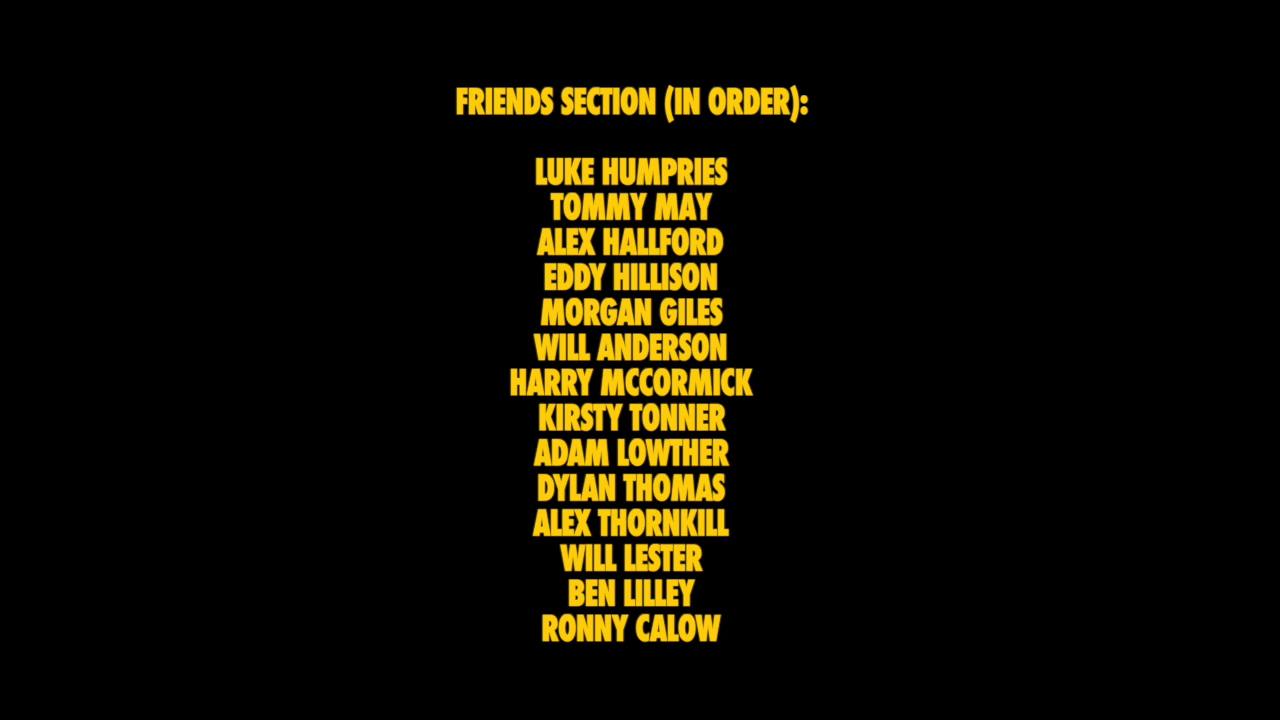 FRIENDS SECTION (IN ORDER):
LUKE HUMPRIES
TOMMY MAY
ALEX HALLFORD
EDDY HILLISON
MORGAN GILES
WILL ANDERSON
HARRY MCCORMICK
KIRSTY TONNER
ADAM LOWTHER
DYLAN THOMAS
ALEX THORNKILL
WILL LESTER
BEN LILLEY
RONNY CALOW